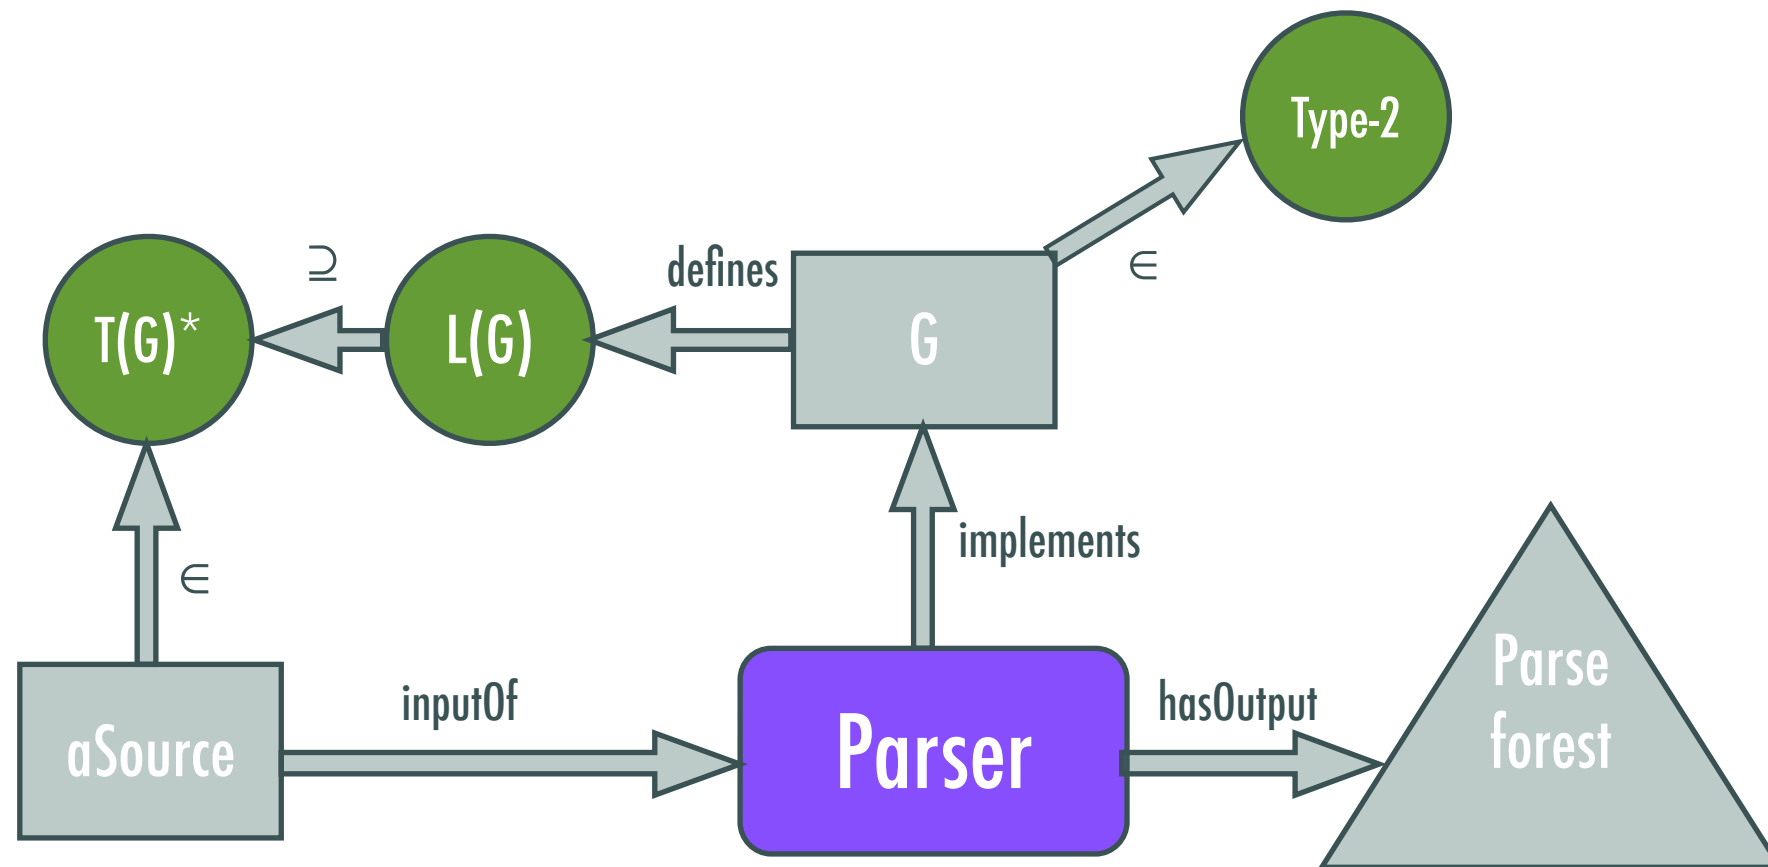 Type-2
⊇
defines
∈
T(G)*
L(G)
G
implements
∈
Parse
forest
inputOf
hasOutput
aSource
Parser